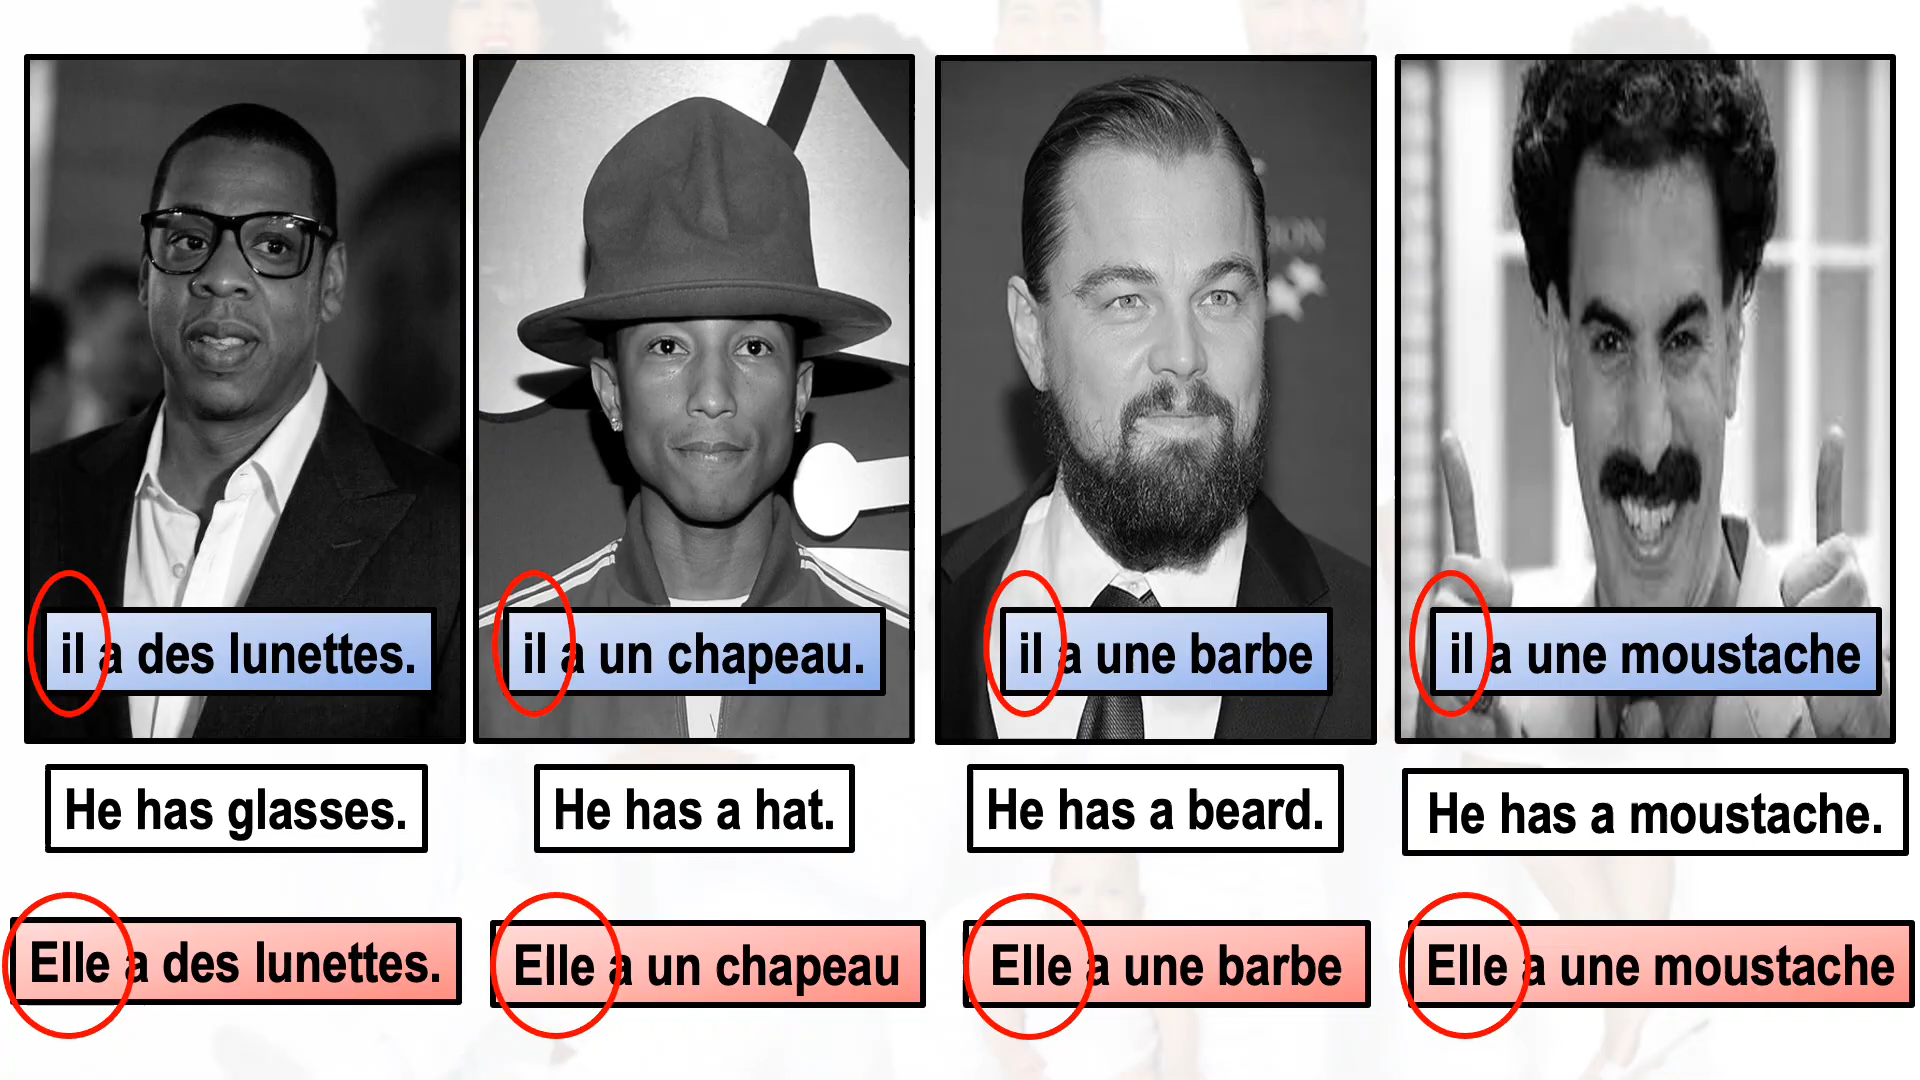 il a des lunettes.
il a un chapeau.
il a une barbe
il a une moustache
He has glasses.
He has a hat.
He has a beard.
He has a moustache.
Elle a des lunettes.
Elle a un chapeau
Elle a une barbe
Elle a une moustache